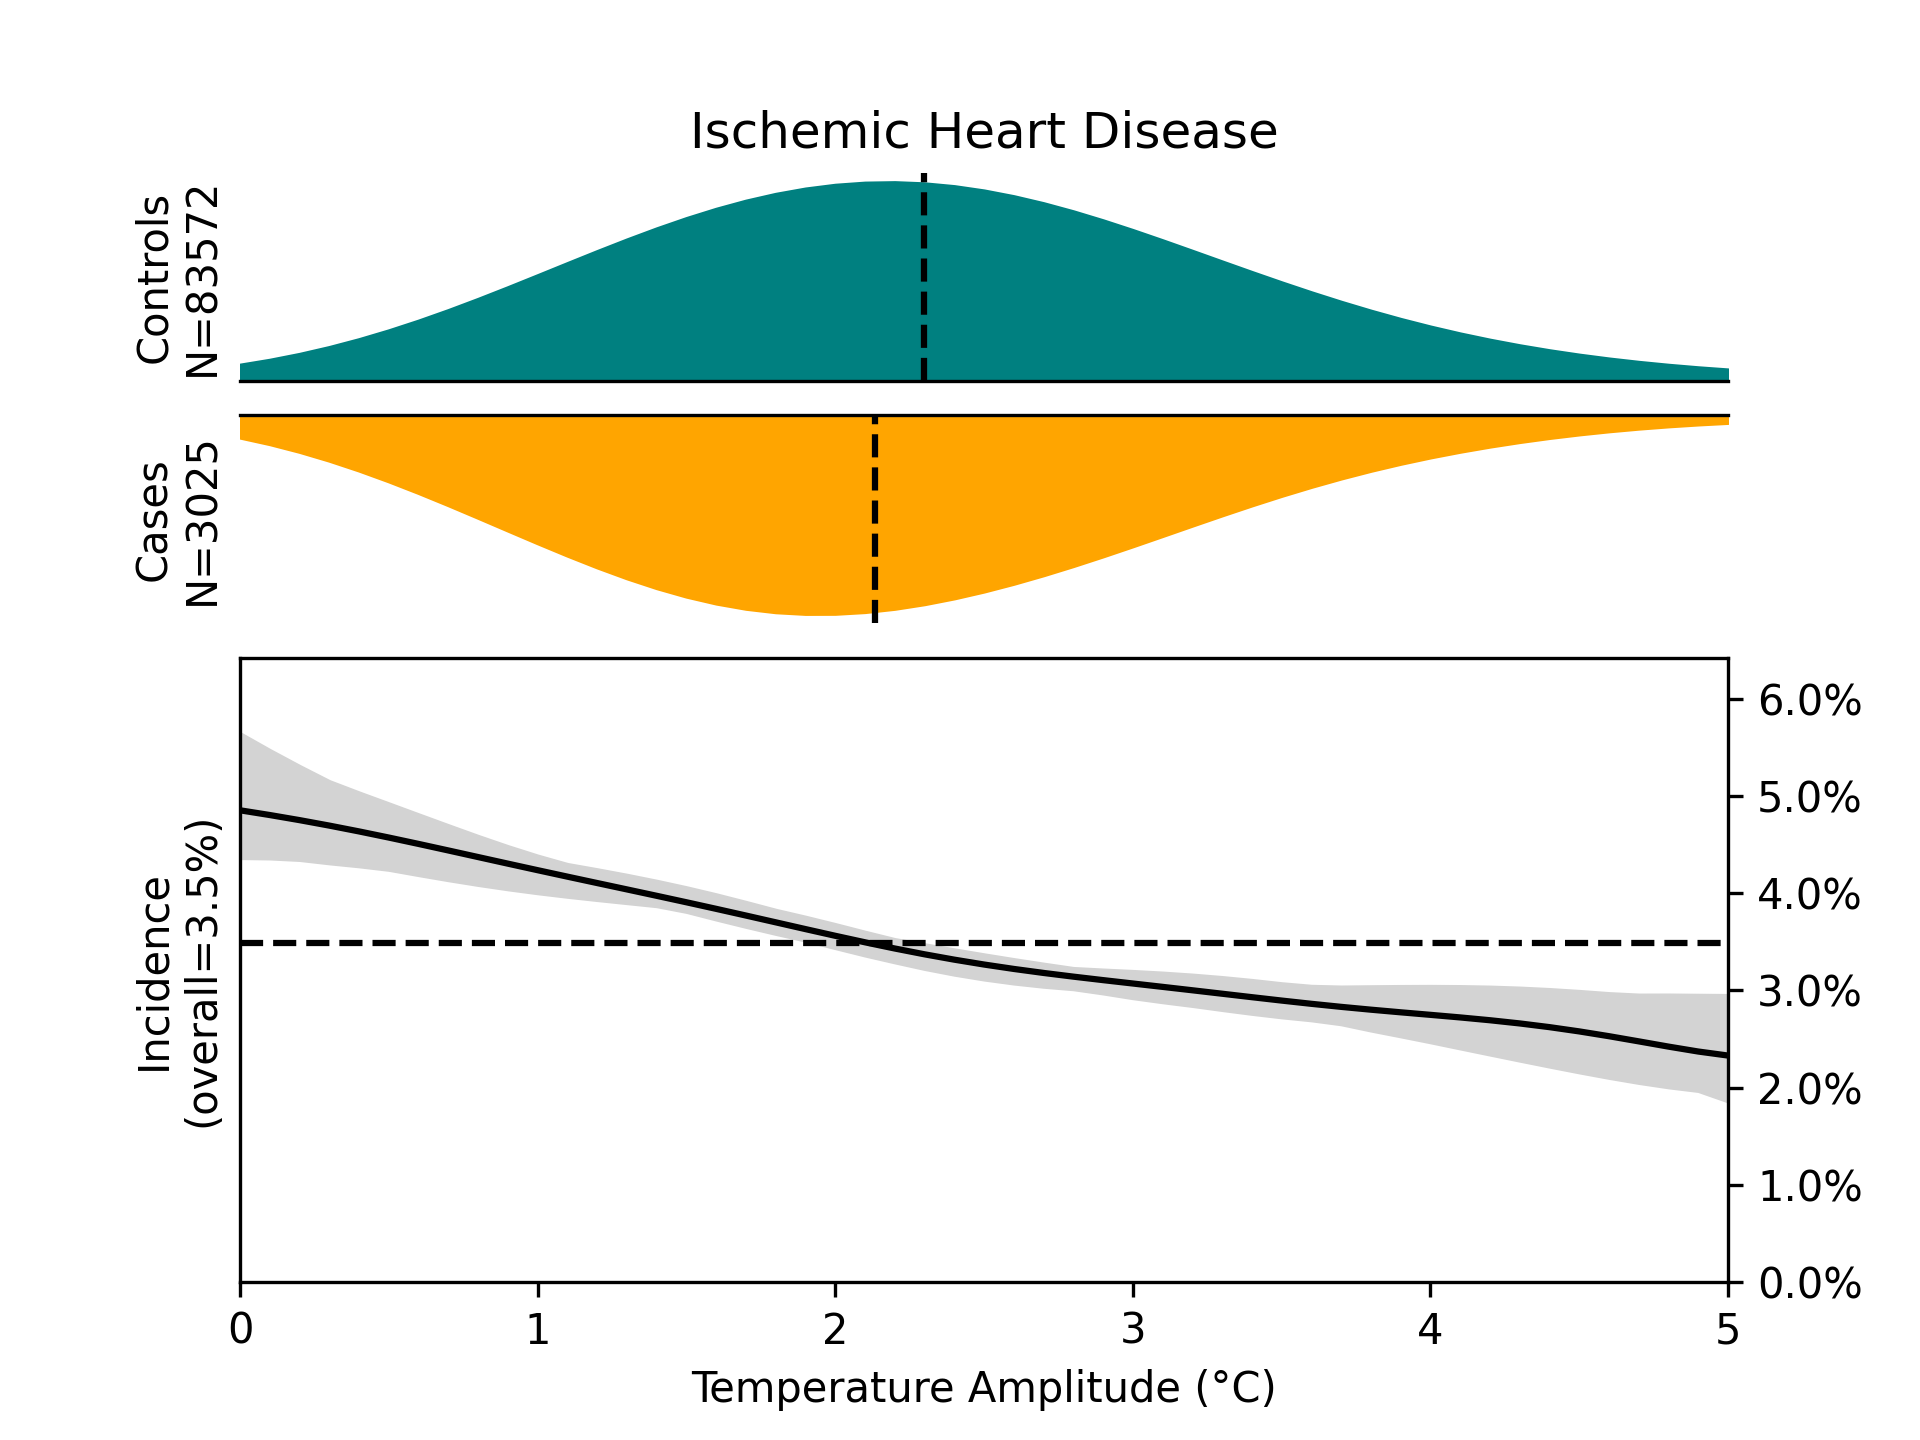 Ischemic Heart Disease
Controls
N=83572
Cases
N=3025
Incidence
(overall=3.5%)
6.0%
5.0%
4.0%
3.0%
2.0%
1.0%
0.0%
0 1 2 3 4 5
Temperature Amplitude (°C)